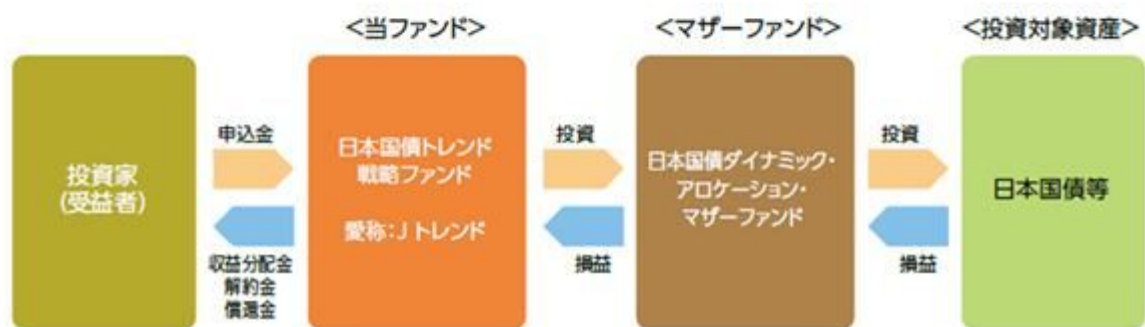 <当ファンド>
<マザーファンド>
<投資対象資産>
投資家
(受益者)
申込金
収益分配金
解約金
償還金
日本国債トレンド
戦略ファンド
愛称：Jトレンド
投資
損益
日本国債ダイナミック・
アロケーション・
マザーファンド
投資
損益
日本国債等